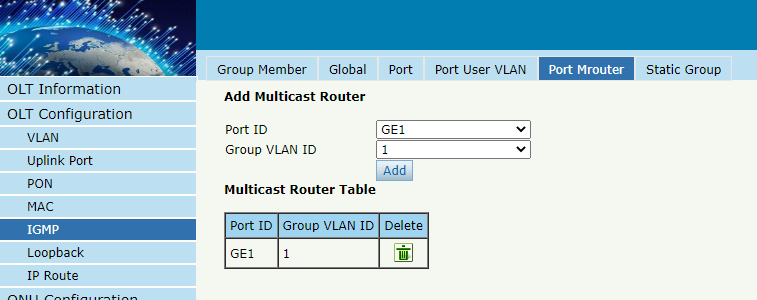 Group Member Global Port Port User VLAN Port Mrouter Static Group
OLT Information
OLT Configuration
VLAN
Uplink Port
PON
MAC
IGMP
Loopback
IP Route
ONU Configuration
Add Multicast Router
Port ID GE1
Group VLAN ID 1
Add
Multicast Router Table
Port ID Group VLAN ID Delete
GE1 1